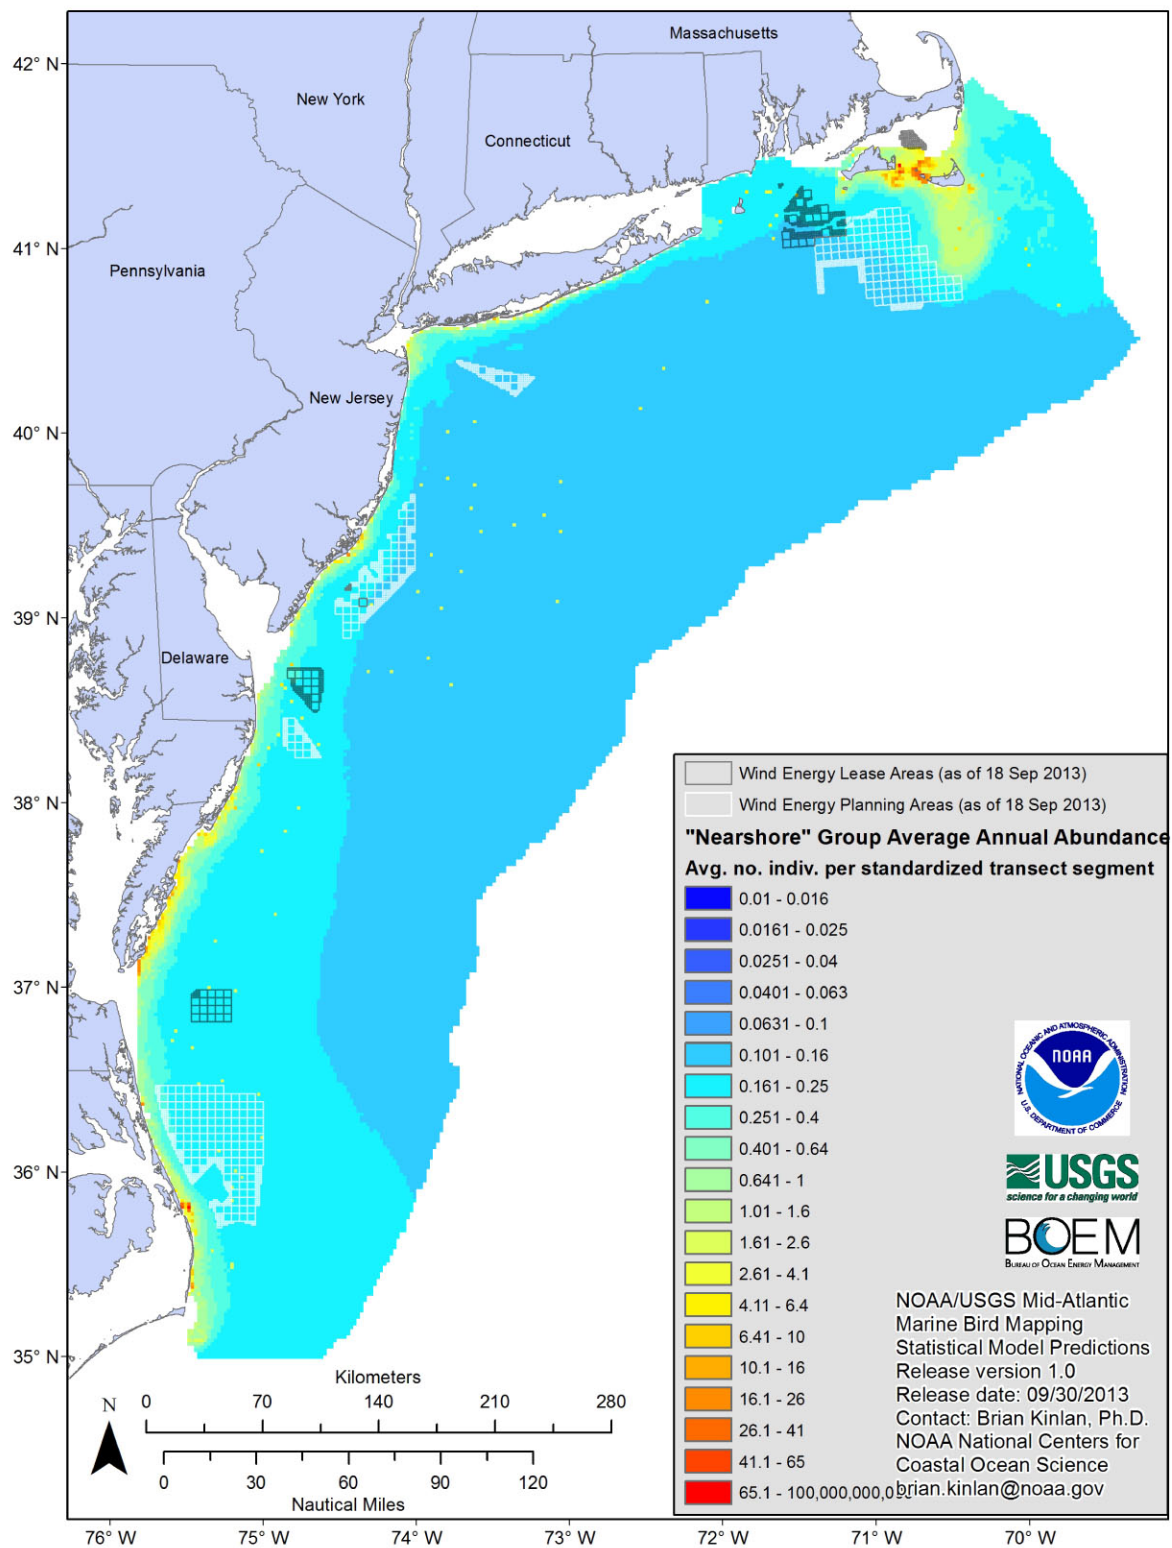 Massachusetts
42° N
New York
Connecticut
41° N
Pennsylvania
New Jersey
40° N
39° N
Delaware
38° N
37° N
36° N
35° N
Wind Energy Lease Areas (as of 18 Sep 2013)
Wind Energy Planning Areas (as of 18 Sep 2013)
"Nearshore" Group Average Annual Abundance
Avg. no. indiv. per standardized transect segment
0.01 - 0.016
0.0161 - 0.025
0.0251 - 0.04
0.0401 - 0.063
0.0631 - 0.1
0.101 - 0.16
0.161 - 0.25
0.251 - 0.4
0.401 - 0.64
0.641 - 1
1.01 - 1.6
1.61 - 2.6
2.61 - 4.1
4.11 - 6.4
6.41 - 10
10.1 - 16
16.1 - 26
26.1 - 41
41.1 - 65
65.1 - 100,000,000,0
NATIONAL OCEANIC AND ATMOSPHERIC ADMINISTRATION
NOAA
U.S. DEPARTMENT OF COMMERCE
USGS
science for a changing world
BOEM
BUREAU OF OCEAN ENERGY MANAGEMENT
NOAA/USGS Mid-Atlantic
Marine Bird Mapping
Statistical Model Predictions
Release version 1.0
Release date: 09/30/2013
Contact: Brian Kinlan, Ph.D.
NOAA National Centers for
Coastal Ocean Science
brian.kinlan@noaa.gov
Kilometers
N
0 70 140 210 280
0 30 60 90 120
Nautical Miles
76° W 75° W 74° W 73° W 72° W 71° W 70° W